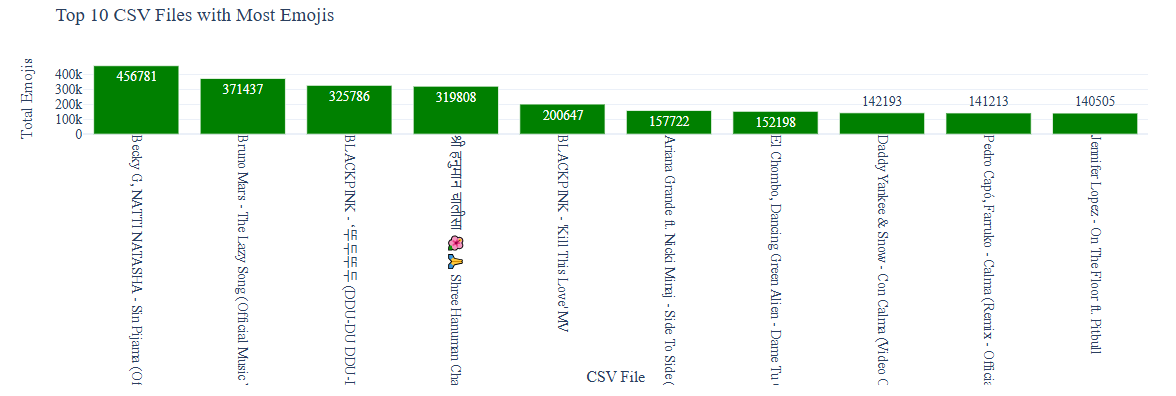 Top 10 CSV Files with Most Emojis
Total Emojis
400k
300k
200k
100k
0
456781
371437
325786
319808
200647
157722
152198
142193
141213
140505
Becky G, NATTI NATASHA - Sin Pijama (Of
Bruno Mars - The Lazy Song (Official Music
BLACKPINK - '뚜두뚜두 (DDU-DU DDU-
श्री हनुमान चालीसा 🌺🙏 Shree Hanuman Cha
BLACKPINK - 'Kill This Love' MV
Ariana Grande ft. Nicki Minaj - Side To Side (
El Chombo, Dancing Green Alien - Dame Tu
Daddy Yankee & Snow - Con Calma (Video
Pedro Capó, Farruko - Calma (Remix - Officia
Jennifer Lopez - On The Floor ft. Pitbull
CSV File